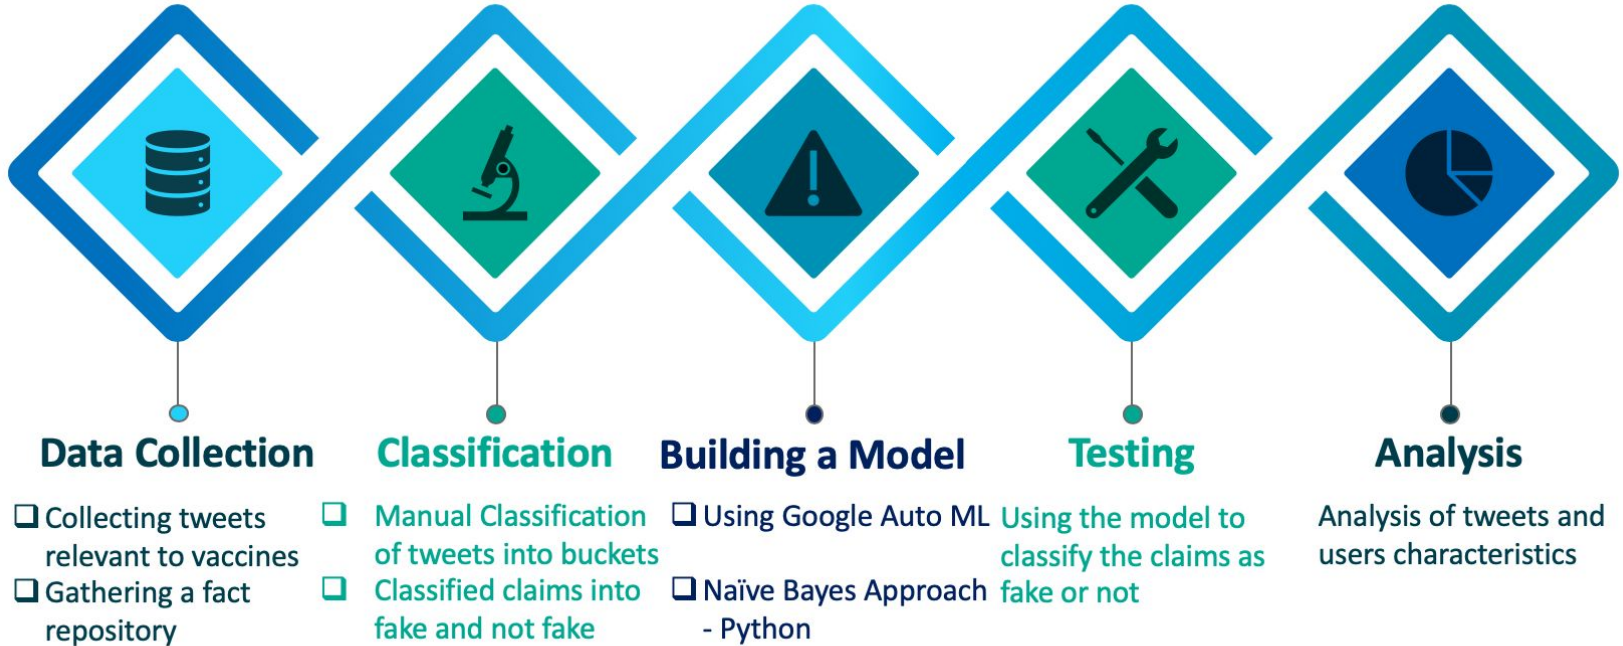 Data Collection
❑ Collecting tweets
relevant to vaccines
❑ Gathering a fact
repository
Classification
❑ Manual Classification
of tweets into buckets
❑ Classified claims into
fake and not fake
Building a Model
❑ Using Google Auto ML
❑ Naïve Bayes Approach
- Python
Testing
Using the model to
classify the claims as
fake or not
Analysis
Analysis of tweets and
users characteristics